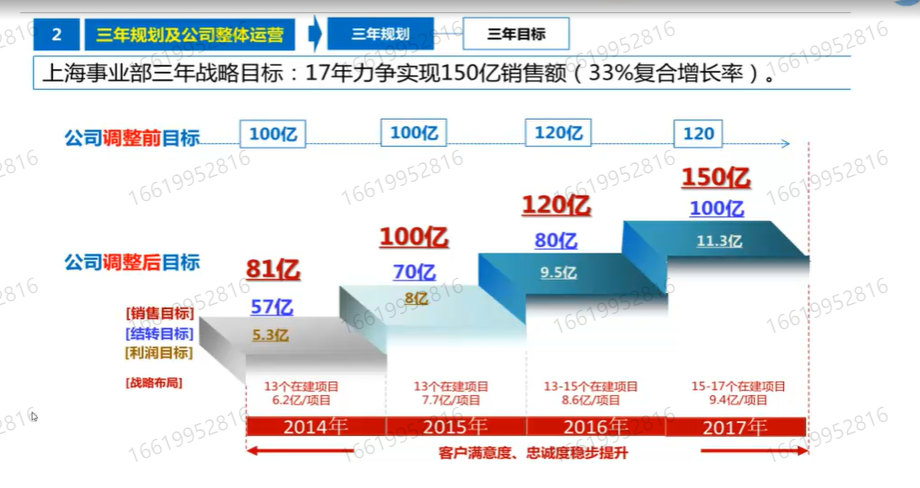 2 三年规划及公司整体运营 三年规划 三年目标
上海事业部三年战略目标：17年力争实现150亿销售额（33%复合增长率）。
公司调整前目标 100亿 100亿 120亿 120
150亿
100亿
11.3亿
120亿
80亿
9.5亿
100亿
70亿
8亿
公司调整后目标
81亿
57亿
5.3亿
[销售目标]
[结转目标]
[利润目标]
[战略布局]
13个在建项目 13个在建项目 13-15个在建项目 15-17个在建项目
6.2亿/项目 7.7亿/项目 8.6亿/项目 9.4亿/项目
2014年 2015年 2016年 2017年
客户满意度、忠诚度稳步提升
16619952816